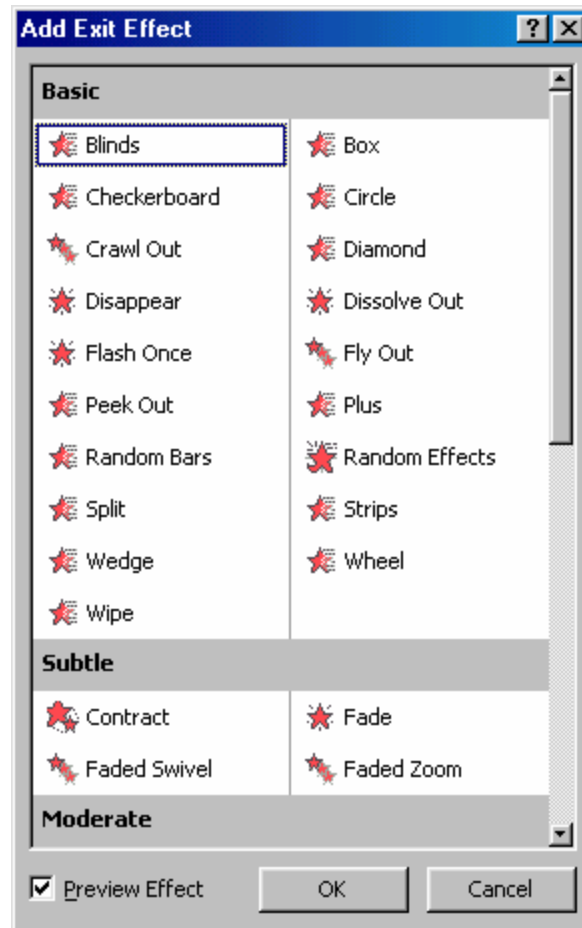 Add Exit Effect
Basic
Blinds Box
Checkerboard Circle
Crawl Out Diamond
Disappear Dissolve Out
Flash Once Fly Out
Peek Out Plus
Random Bars Random Effects
Split Strips
Wedge Wheel
Wipe
Subtle
Contract Fade
Faded Swivel Faded Zoom
Moderate
Preview Effect OK Cancel